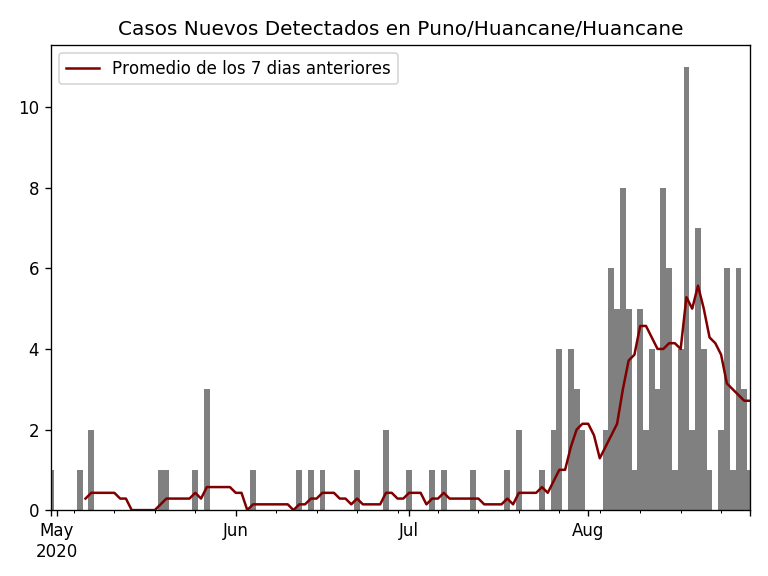 Casos Nuevos Detectados en Puno/Huancane/Huancane
Promedio de los 7 dias anteriores
10
8
6
4
2
0
May Jun Jul Aug
2020